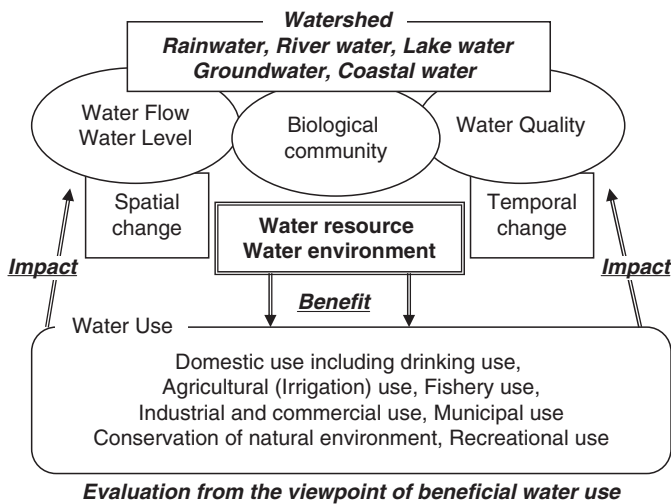 Watershed
Rainwater, River water, Lake water
Groundwater, Coastal water
Water Flow
Water Level
Biological
community
Water Quality
Spatial
change
Temporal
change
Water resource
Water environment
Impact
Impact
Benefit
Water Use
Domestic use including drinking use,
Agricultural (Irrigation) use, Fishery use,
Industrial and commercial use, Municipal use
Conservation of natural environment, Recreational use
Evaluation from the viewpoint of beneficial water use